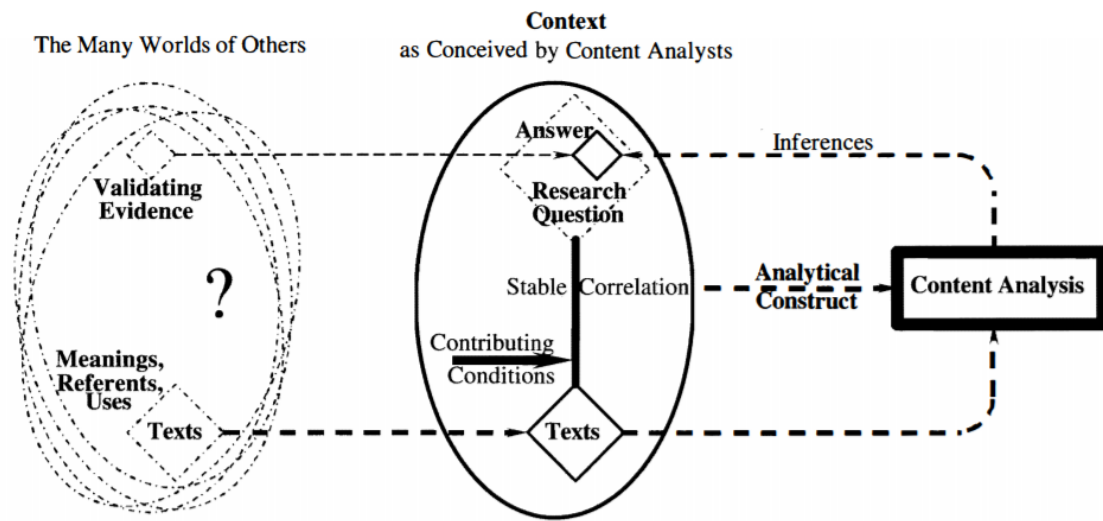 Context
The Many Worlds of Others
as Conceived by Content Analysts
Answer
Inferences
Validating
Evidence
Research
Question
?
Stable Correlation
Analytical
Construct
Content Analysis
Contributing
Conditions
Meanings,
Referents,
Uses
Texts
Texts